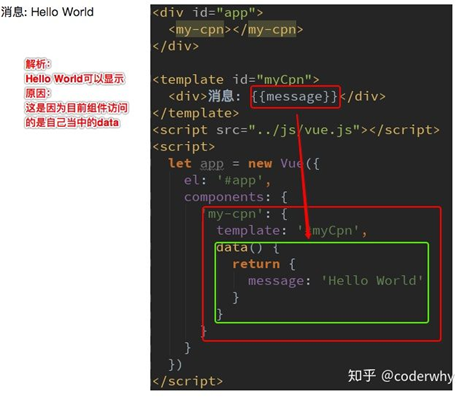 消息: Hello World
解析:
Hello World可以显示
原因:
这是因为目前组件访问
的是自己当中的data
<div id="app">
<my-cpn></my-cpn>
</div>
<template id="myCpn">
<div>消息: {{message}}</div>
</template>
<script src="../js/vue.js"></script>
<script>
let app = new Vue({
el: '#app',
components: {
'my-cpn': {
template: '#myCpn',
data() {
return {
message: 'Hello World'
}
}
}
}
})
</script>
知乎 @coderwhy